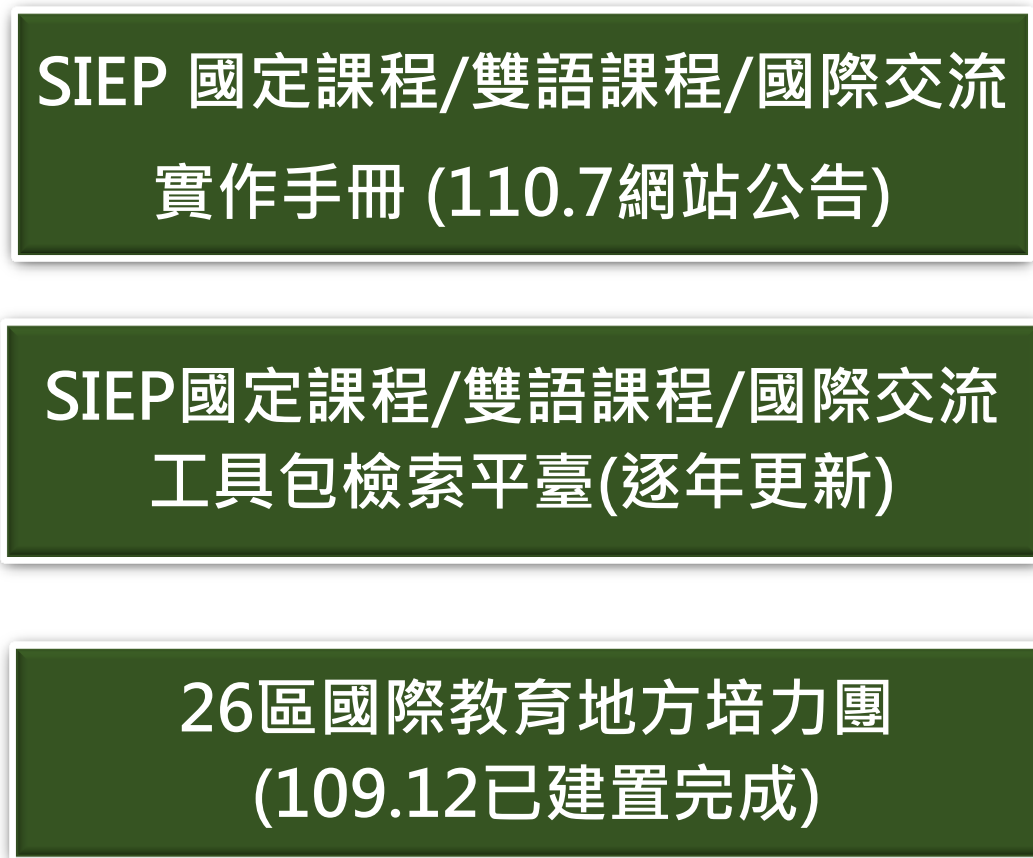 SIEP 國定課程/雙語課程/國際交流
實作手冊 (110.7網站公告)
SIEP國定課程/雙語課程/國際交流
工具包檢索平臺(逐年更新)
26區國際教育地方培力團
(109.12已建置完成)